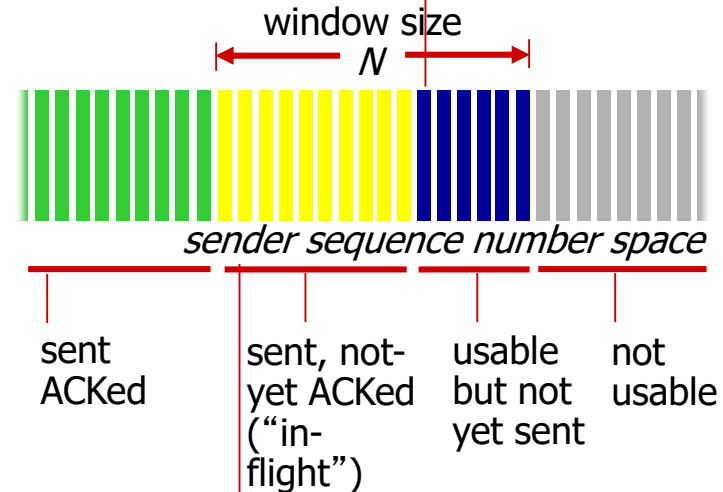 window size
N
sender sequence number space
sent
ACKed
sent, not-
yet ACKed
(“in-
flight”)
usable
but not
yet sent
not
usable